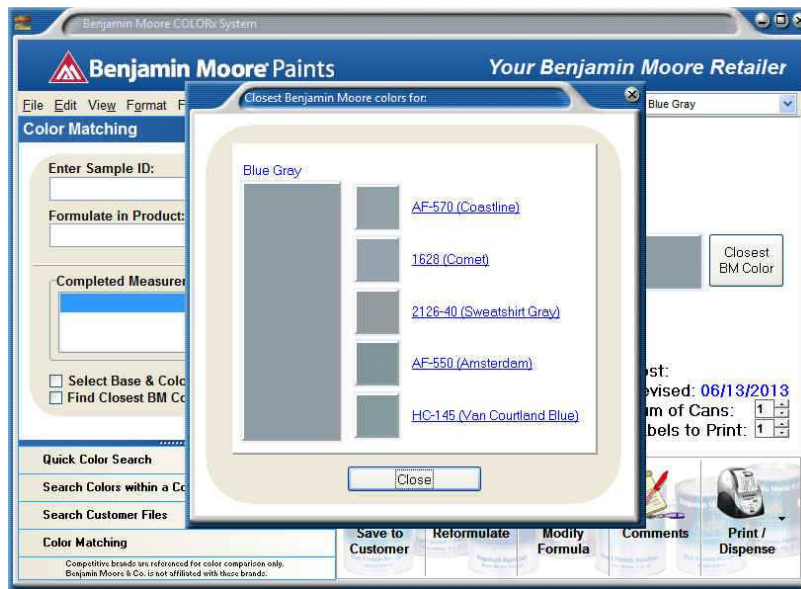 Benjamin Moore COLORx System
Benjamin Moore Paints
Your Benjamin Moore Retailer
File Edit View Format F
Blue Gray
Color Matching
Enter Sample ID:
Formulate in Product:
Completed Measurer
Select Base & Colo
Find Closest BM Co
Quick Color Search
Search Colors within a Co
Search Customer Files
Color Matching
Competitive brands are referenced for color comparison only.
Benjamin Moore & Co. is not affiliated with these brands.
Closest Benjamin Moore colors for:
Blue Gray
AF-570 (Coastline)
1628 (Comet)
2126-40 (Sweatshirt Gray)
AF-550 (Amsterdam)
HC-145 (Van Courtland Blue)
Close
Closest
BM Color
ost:
evised: 06/13/2013
um of Cans: 1
bels to Print: 1
Save to
Customer
Reformulate
Modify
Formula
Comments
Print /
Dispense